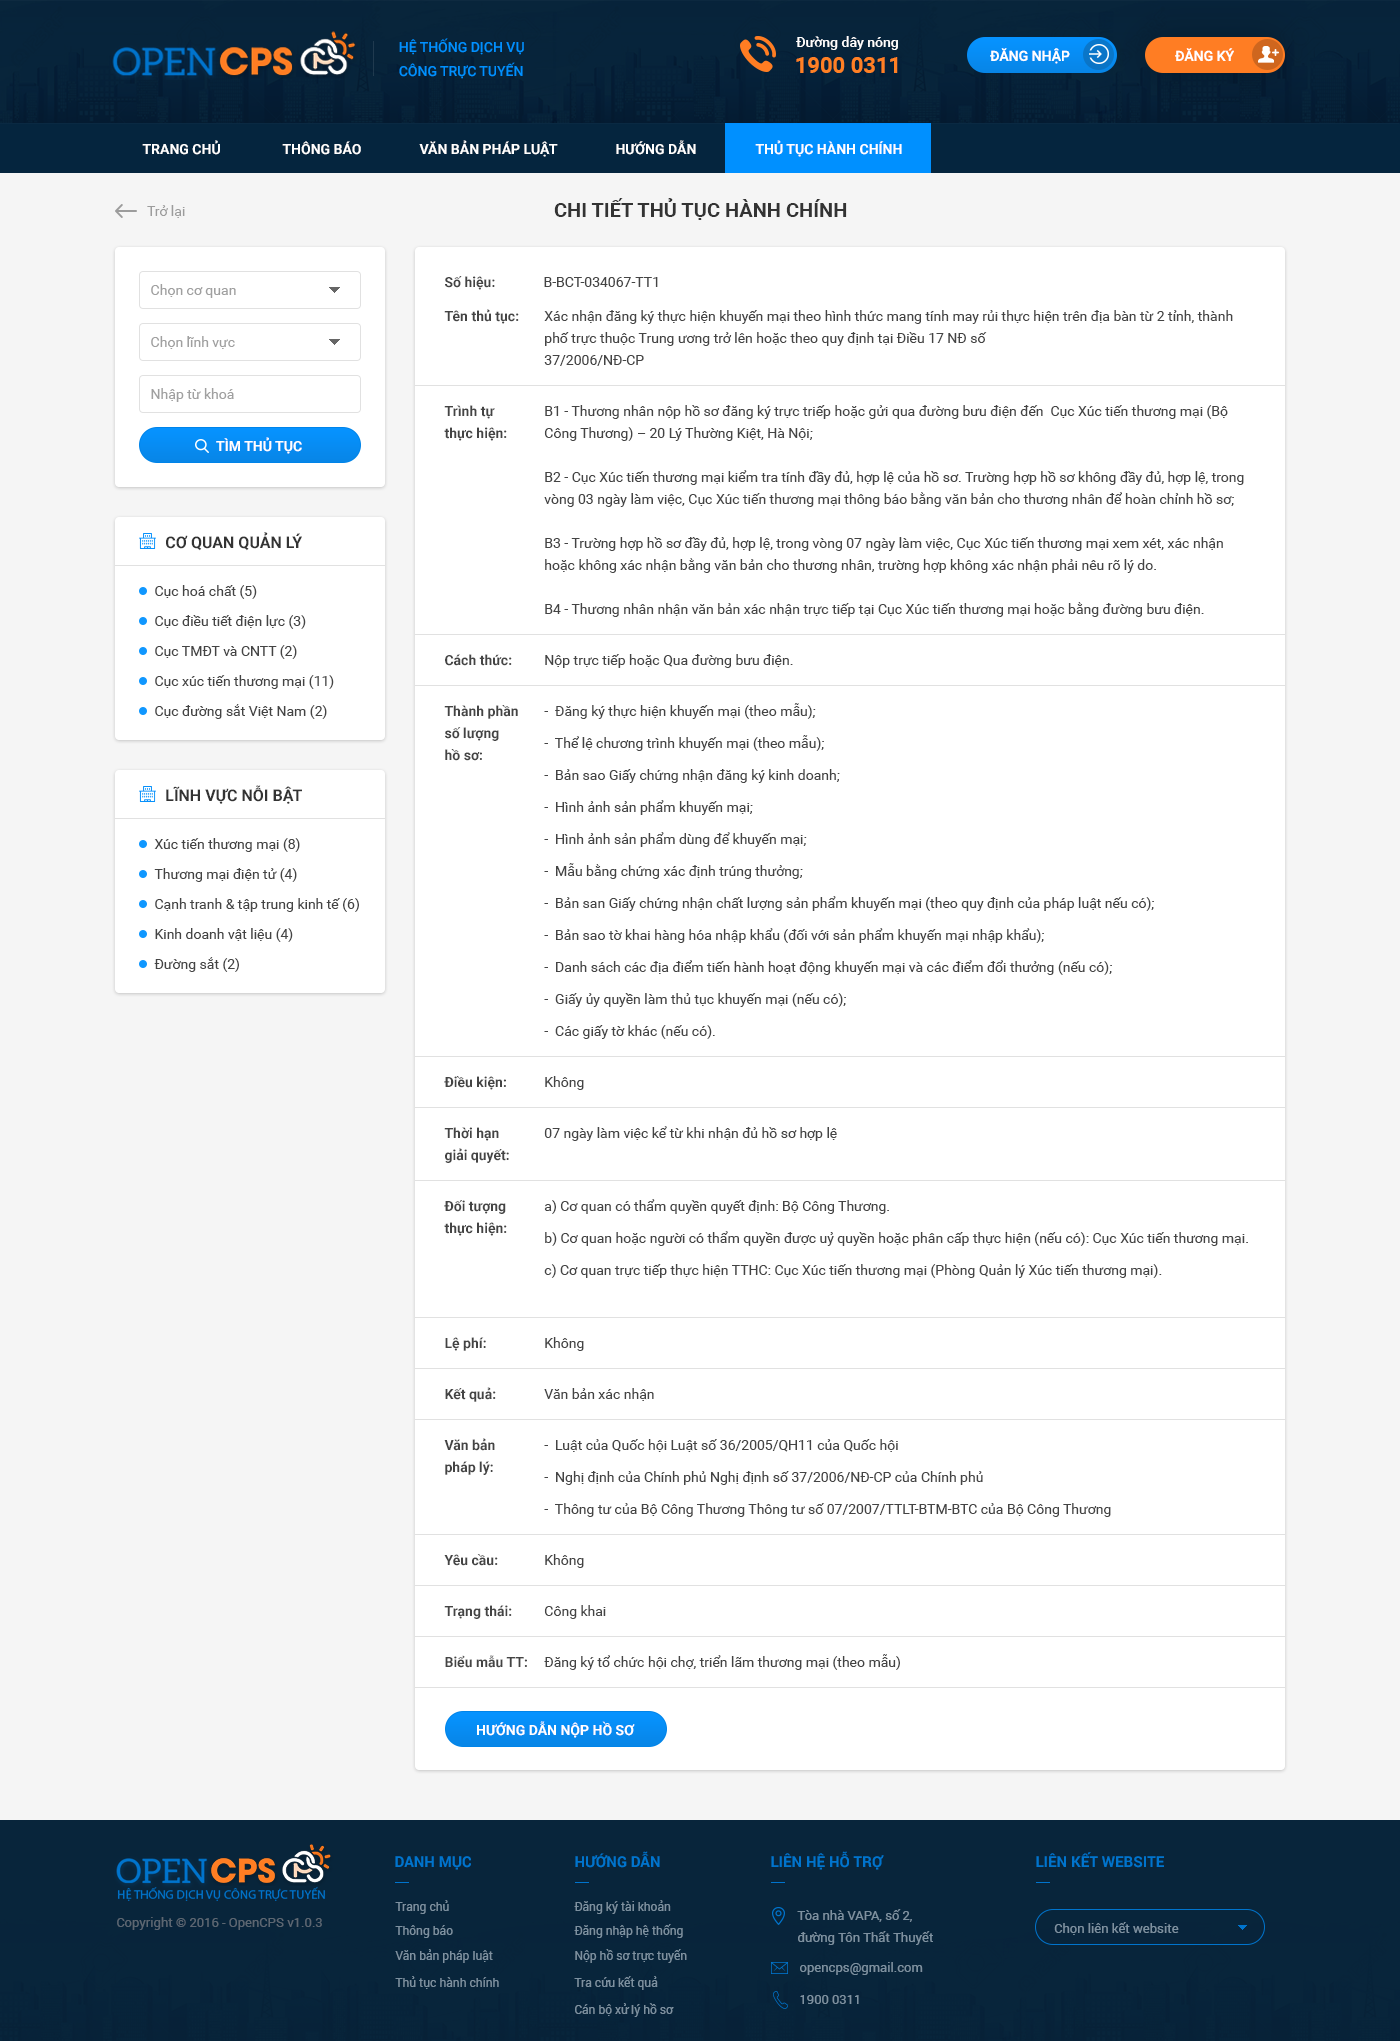 OPENCPS
HỆ THỐNG DỊCH VỤ
CÔNG TRỰC TUYẾN
Đường dây nóng
1900 0311
ĐĂNG NHẬP
ĐĂNG KÝ
TRANG CHỦ
THÔNG BÁO
VĂN BẢN PHÁP LUẬT
HƯỚNG DẪN
THỦ TỤC HÀNH CHÍNH
Trở lại
CHI TIẾT THỦ TỤC HÀNH CHÍNH
Chọn cơ quan
Chọn lĩnh vực
Nhập từ khoá
TÌM THỦ TỤC
CƠ QUAN QUẢN LÝ
Cục hoá chất (5)
Cục điều tiết điện lực (3)
Cục TMĐT và CNTT (2)
Cục xúc tiến thương mại (11)
Cục đường sắt Việt Nam (2)
LĨNH VỰC NỔI BẬT
Xúc tiến thương mại (8)
Thương mại điện tử (4)
Cạnh tranh & tập trung kinh tế (6)
Kinh doanh vật liệu (4)
Đường sắt (2)
Số hiệu: B-BCT-034067-TT1
Tên thủ tục: Xác nhận đăng ký thực hiện khuyến mại theo hình thức mang tính may rủi thực hiện trên địa bàn từ 2 tỉnh, thành
phố trực thuộc Trung ương trở lên hoặc theo quy định tại Điều 17 NĐ số
37/2006/NĐ-CP
Trình tự
thực hiện:
B1 - Thương nhân nộp hồ sơ đăng ký trực triếp hoặc gửi qua đường bưu điện đến  Cục Xúc tiến thương mại (Bộ
Công Thương) – 20 Lý Thường Kiệt, Hà Nội;
B2 - Cục Xúc tiến thương mại kiểm tra tính đầy đủ, hợp lệ của hồ sơ. Trường hợp hồ sơ không đầy đủ, hợp lệ, trong
vòng 03 ngày làm việc, Cục Xúc tiến thương mại thông báo bằng văn bản cho thương nhân để hoàn chỉnh hồ sơ;
B3 - Trường hợp hồ sơ đầy đủ, hợp lệ, trong vòng 07 ngày làm việc, Cục Xúc tiến thương mại xem xét, xác nhận
hoặc không xác nhận bằng văn bản cho thương nhân, trường hợp không xác nhận phải nêu rõ lý do.
B4 - Thương nhân nhận văn bản xác nhận trực tiếp tại Cục Xúc tiến thương mại hoặc bằng đường bưu điện.
Cách thức: Nộp trực tiếp hoặc Qua đường bưu điện.
Thành phần
số lượng
hồ sơ:
- Đăng ký thực hiện khuyến mại (theo mẫu);
- Thể lệ chương trình khuyến mại (theo mẫu);
- Bản sao Giấy chứng nhận đăng ký kinh doanh;
- Hình ảnh sản phẩm khuyến mại;
- Hình ảnh sản phẩm dùng để khuyến mại;
- Mẫu bằng chứng xác định trúng thưởng;
- Bản san Giấy chứng nhận chất lượng sản phẩm khuyến mại (theo quy định của pháp luật nếu có);
- Bản sao tờ khai hàng hóa nhập khẩu (đối với sản phẩm khuyến mại nhập khẩu);
- Danh sách các địa điểm tiến hành hoạt động khuyến mại và các điểm đổi thưởng (nếu có);
- Giấy ủy quyền làm thủ tục khuyến mại (nếu có);
- Các giấy tờ khác (nếu có).
Điều kiện: Không
Thời hạn
giải quyết:
07 ngày làm việc kể từ khi nhận đủ hồ sơ hợp lệ
Đối tượng
thực hiện:
a) Cơ quan có thẩm quyền quyết định: Bộ Công Thương.
b) Cơ quan hoặc người có thẩm quyền được uỷ quyền hoặc phân cấp thực hiện (nếu có): Cục Xúc tiến thương mại.
c) Cơ quan trực tiếp thực hiện TTHC: Cục Xúc tiến thương mại (Phòng Quản lý Xúc tiến thương mại).
Lệ phí: Không
Kết quả: Văn bản xác nhận
Văn bản
pháp lý:
- Luật của Quốc hội Luật số 36/2005/QH11 của Quốc hội
- Nghị định của Chính phủ Nghị định số 37/2006/NĐ-CP của Chính phủ
- Thông tư của Bộ Công Thương Thông tư số 07/2007/TTLT-BTM-BTC của Bộ Công Thương
Yêu cầu: Không
Trạng thái: Công khai
Biểu mẫu TT: Đăng ký tổ chức hội chợ, triển lãm thương mại (theo mẫu)
HƯỚNG DẪN NỘP HỒ SƠ
OPENCPS
HỆ THỐNG DỊCH VỤ CÔNG TRỰC TUYẾN
Copyright © 2016 - OpenCPS v1.0.3
DANH MỤC
Trang chủ
Thông báo
Văn bản pháp luật
Thủ tục hành chính
HƯỚNG DẪN
Đăng ký tài khoản
Đăng nhập hệ thống
Nộp hồ sơ trực tuyến
Tra cứu kết quả
Cán bộ xử lý hồ sơ
LIÊN HỆ HỖ TRỢ
Tòa nhà VAPA, số 2,
đường Tôn Thất Thuyết
opencps@gmail.com
1900 0311
LIÊN KẾT WEBSITE
Chọn liên kết website